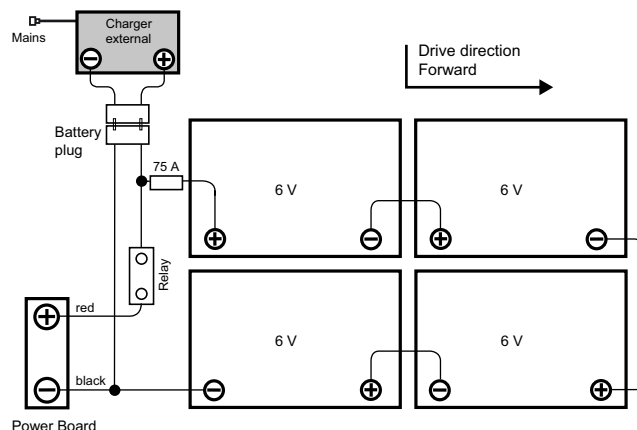 Charger
external
Mains
Drive direction
Forward
Battery
plug
75 A
6 V
6 V
Relay
red
6 V
6 V
black
Power Board